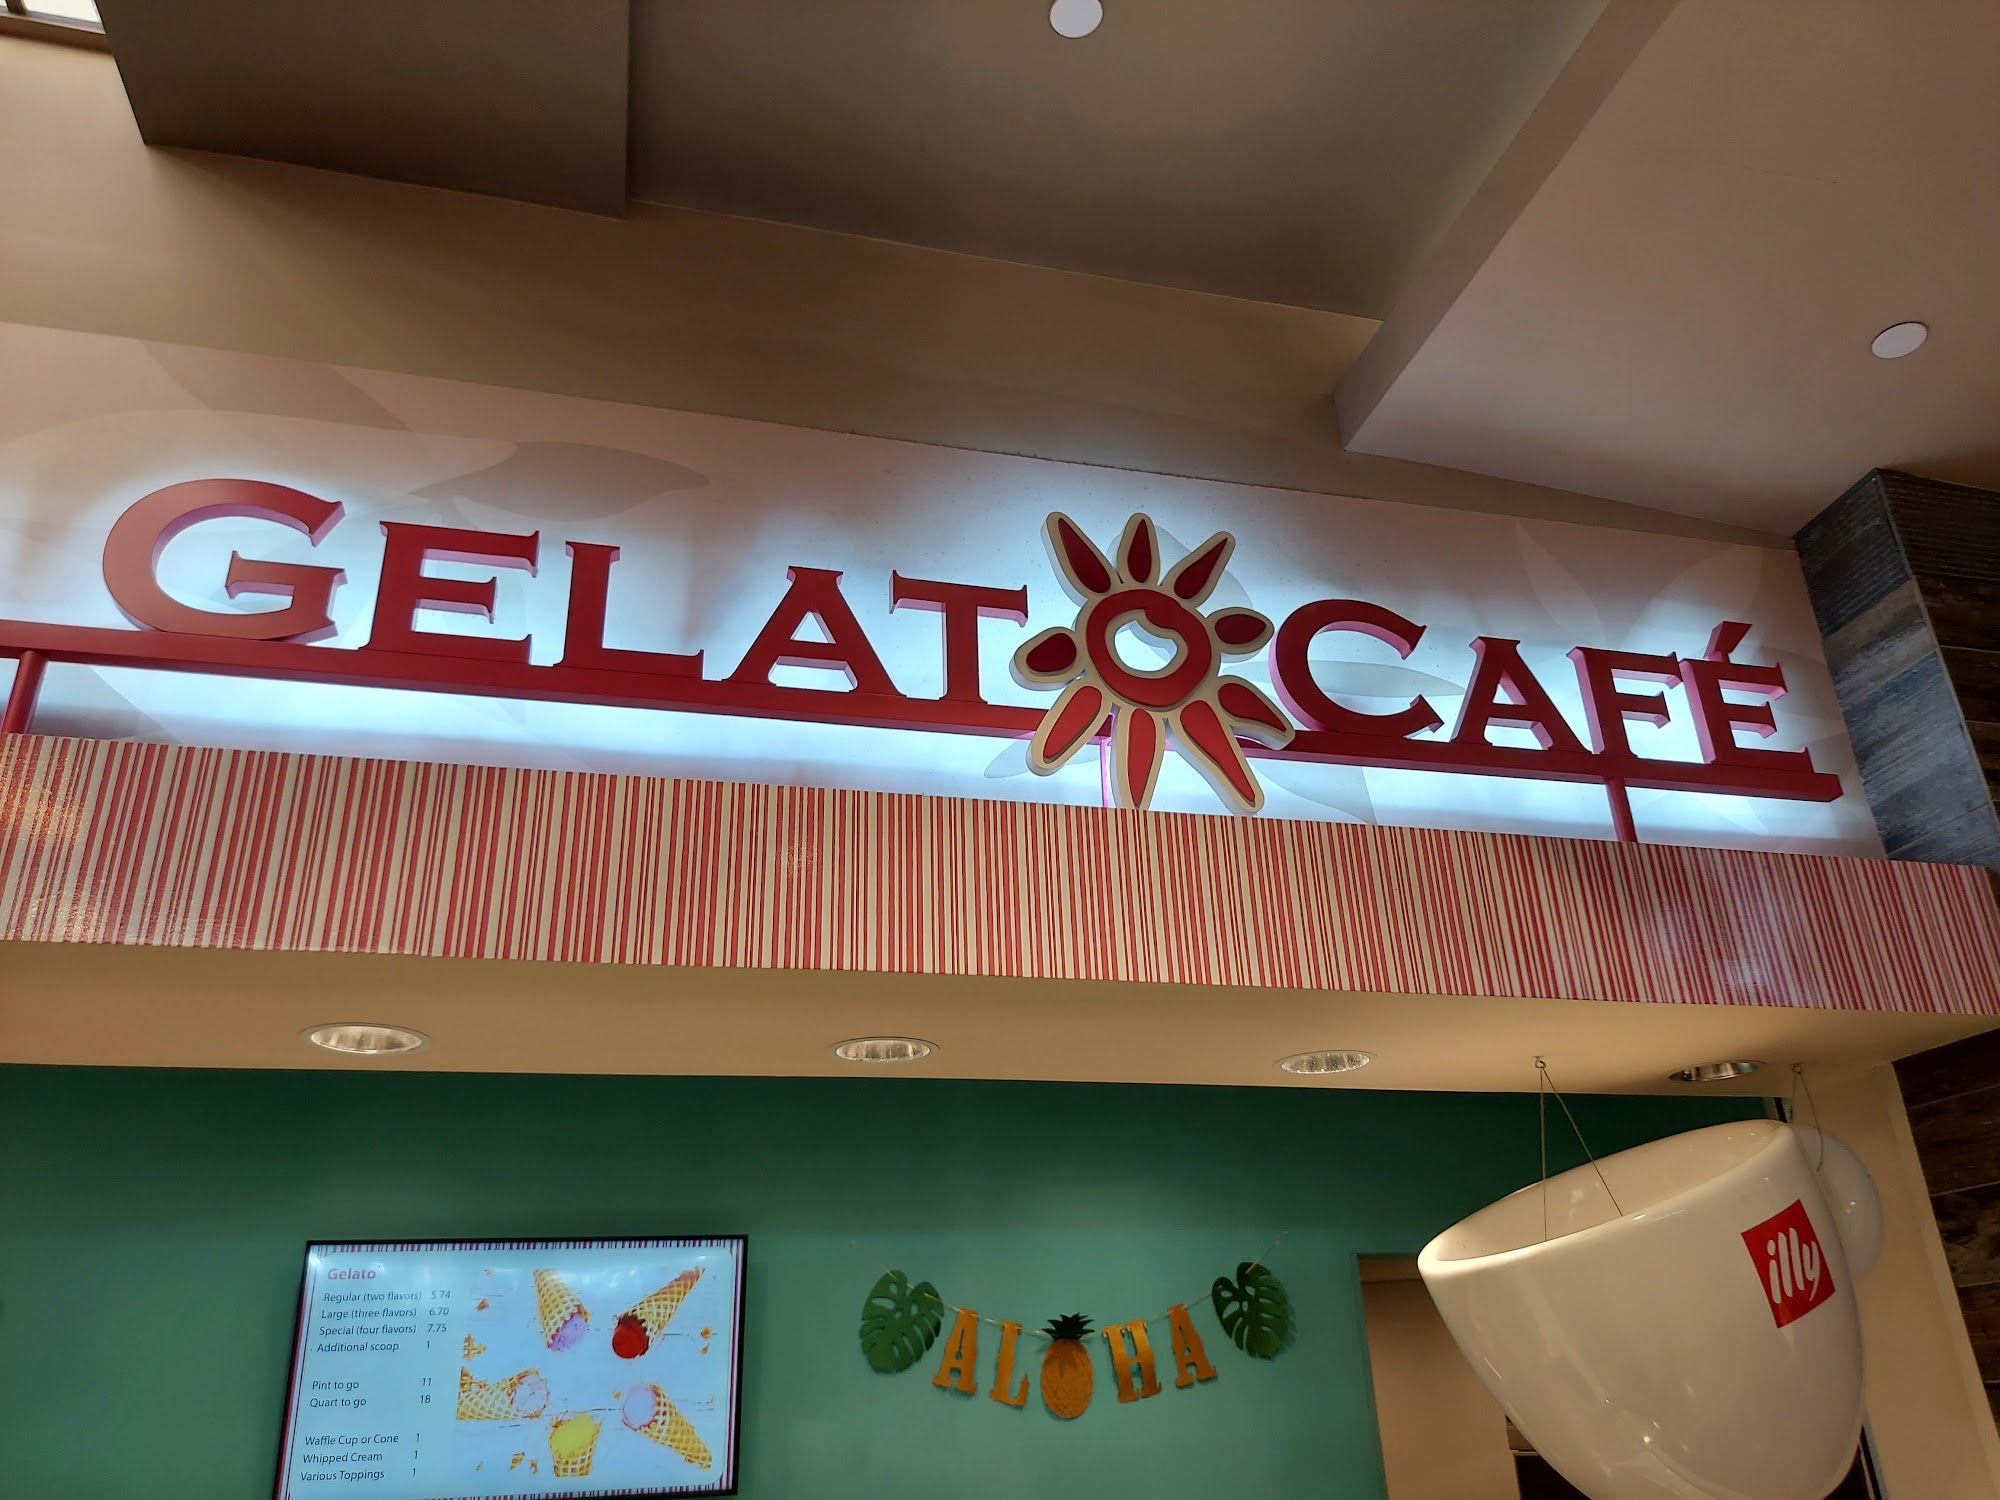 GELATO CAFÉ
Gelato
Regular (two flavors) 5.74
Large (three flavors) 6.70
Special (four flavors) 7.75
Additional scoop 1
Pint to go 11
Quart to go 18
Waffle Cup or Cone 1
Whipped Cream 1
Various Toppings 1
ALOHA
illy